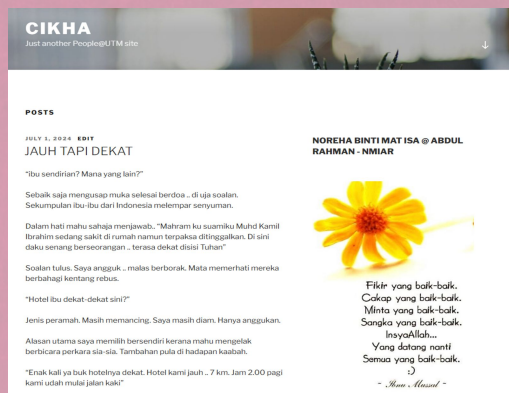 CIKHA
Just another People@UTM site
POSTS
JULY 1, 2024 EDIT
JAUH TAPI DEKAT
"ibu sendirian? Mana yang lain?"
Sebaik saja mengusap muka selesai berdoa .. di uja soalan.
Sekumpulan ibu-ibu dari Indonesia melempar senyuman.
Dalam hati mahu sahaja menjawab.. "Mahram ku suamiku Muhd Kamil
Ibrahim sedang sakit di rumah namun terpaksa ditinggalkan. Di sini
daku senang berseorangan .. terasa dekat disisi Tuhan"
Soalan tulus. Saya angguk .. malas berborak. Mata memerhati mereka
berbahagi kentang rebus.
"Hotel ibu dekat-dekat sini?"
Jenis peramah. Masih memancing. Saya masih diam. Hanya anggukan.
Alasan utama saya memilih bersendiri kerana mahu mengelak
berbicara perkara sia-sia. Tambahan pula di hadapan kaabah.
"Enak kali ya buk hotelnya dekat. Hotel kami jauh .. 7 km. Jam 2.00 pagi
kami udah mulai jalan kaki"
NOREHA BINTI MAT ISA @ ABDUL
RAHMAN - NMIAR
Fikir yang baik-baik.
Cakap yang baik-baik.
Minta yang baik-baik.
Sangka yang baik-baik.
InsyaAllah...
Yang datang nanti
Semua yang baik-baik.
:)
- Ibnu Massal -